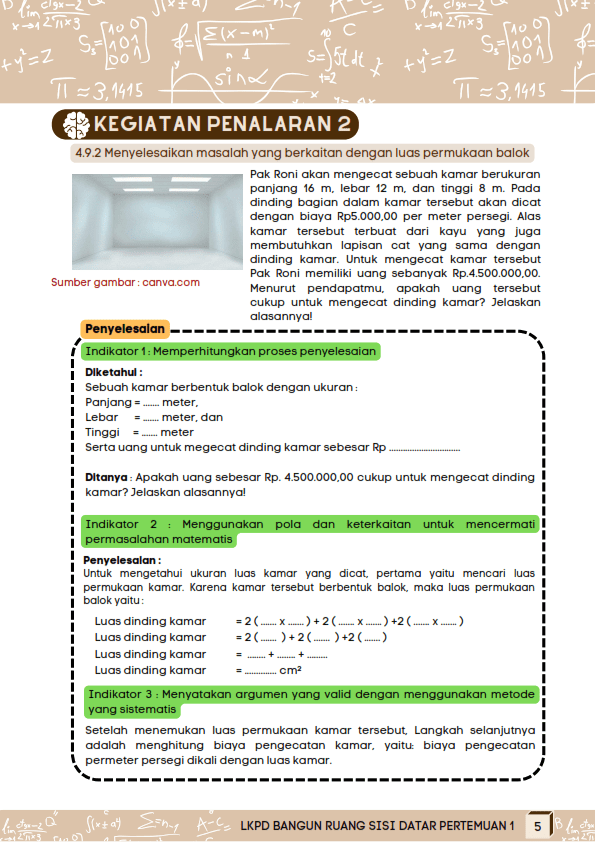 KEGIATAN PENALARAN 2
4.9.2 Menyelesaikan masalah yang berkaitan dengan luas permukaan balok
Pak Roni akan mengecat sebuah kamar berukuran
panjang 16 m, lebar 12 m, dan tinggi 8 m. Pada
dinding bagian dalam kamar tersebut akan dicat
dengan biaya Rp5.000,00 per meter persegi. Alas
kamar tersebut terbuat dari kayu yang juga
membutuhkan lapisan cat yang sama dengan
dinding kamar. Untuk mengecat kamar tersebut
Pak Roni memiliki uang sebanyak Rp.4.500.000,00.
Menurut pendapatmu, apakah uang tersebut
cukup untuk mengecat dinding kamar? Jelaskan
alasannya!
Sumber gambar : canva.com
Penyelesaian
Indikator 1 : Memperhitungkan proses penyelesaian
Diketahui :
Sebuah kamar berbentuk balok dengan ukuran :
Panjang = ....... meter,
Lebar = ....... meter, dan
Tinggi = ....... meter
Serta uang untuk megecat dinding kamar sebesar Rp ...............................
Ditanya : Apakah uang sebesar Rp. 4.500.000,00 cukup untuk mengecat dinding
kamar? Jelaskan alasannya!
Indikator 2 : Menggunakan pola dan keterkaitan untuk mencermati
permasalahan matematis
Penyelesaian :
Untuk mengetahui ukuran luas kamar yang dicat, pertama yaitu mencari luas
permukaan kamar. Karena kamar tersebut berbentuk balok, maka luas permukaan
balok yaitu :
Luas dinding kamar = 2 ( ....... x ....... ) + 2 ( ....... x ....... ) +2 ( ....... x ....... )
Luas dinding kamar = 2 ( ....... ) + 2 ( ....... ) +2 ( ....... )
Luas dinding kamar = ........ + ........ + .........
Luas dinding kamar = .............. cm²
Indikator 3 : Menyatakan argumen yang valid dengan menggunakan metode
yang sistematis
Setelah menemukan luas permukaan kamar tersebut, Langkah selanjutnya
adalah menghitung biaya pengecatan kamar, yaitu: biaya pengecatan
permeter persegi dikali dengan luas kamar.
LKPD BANGUN RUANG SISI DATAR PERTEMUAN 1 5